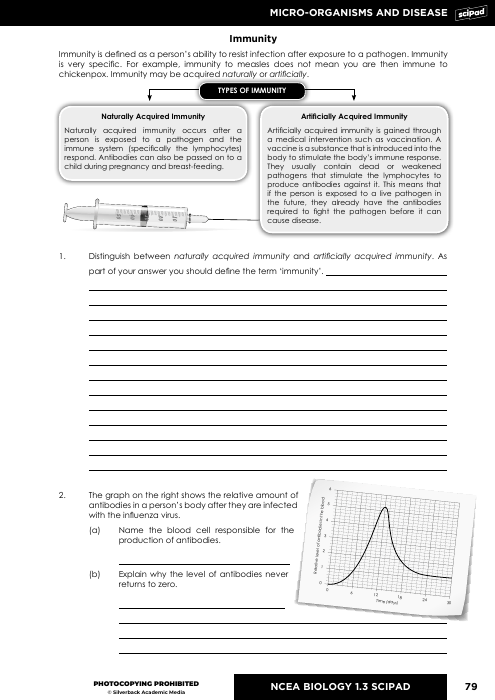 MICRO-ORGANISMS AND DISEASE
scipad
Immunity
Immunity is defined as a person's ability to resist infection after exposure to a pathogen. Immunity
is very specific. For example, immunity to measles does not mean you are then immune to
chickenpox. Immunity may be acquired naturally or artificially.
TYPES OF IMMUNITY
Naturally Acquired Immunity
Naturally acquired immunity occurs after a
person is exposed to a pathogen and the
immune system (specifically the lymphocytes)
respond. Antibodies can also be passed on to a
child during pregnancy and breast-feeding.
Artificially Acquired Immunity
Artificially acquired immunity is gained through
a medical intervention such as vaccination. A
vaccine is a substance that is introduced into the
body to stimulate the body's immune response.
They usually contain dead or weakened
pathogens that stimulate the lymphocytes to
produce antibodies against it. This means that
if the person is exposed to a live pathogen in
the future, they already have the antibodies
required to fight the pathogen before it can
cause disease.
1. Distinguish between naturally acquired immunity and artificially acquired immunity. As
part of your answer you should define the term 'immunity'.
2. The graph on the right shows the relative amount of
antibodies in a person's body after they are infected
with the influenza virus.
(a) Name the blood cell responsible for the
production of antibodies.
(b) Explain why the level of antibodies never
returns to zero.
Relative level of antibodies in the blood
6
5
4
3
2
1
0
0 6 12 18 24 30
Time (days)
PHOTOCOPYING PROHIBITED
© Silverback Academic Media
NCEA BIOLOGY 1.3 SCIPAD
79